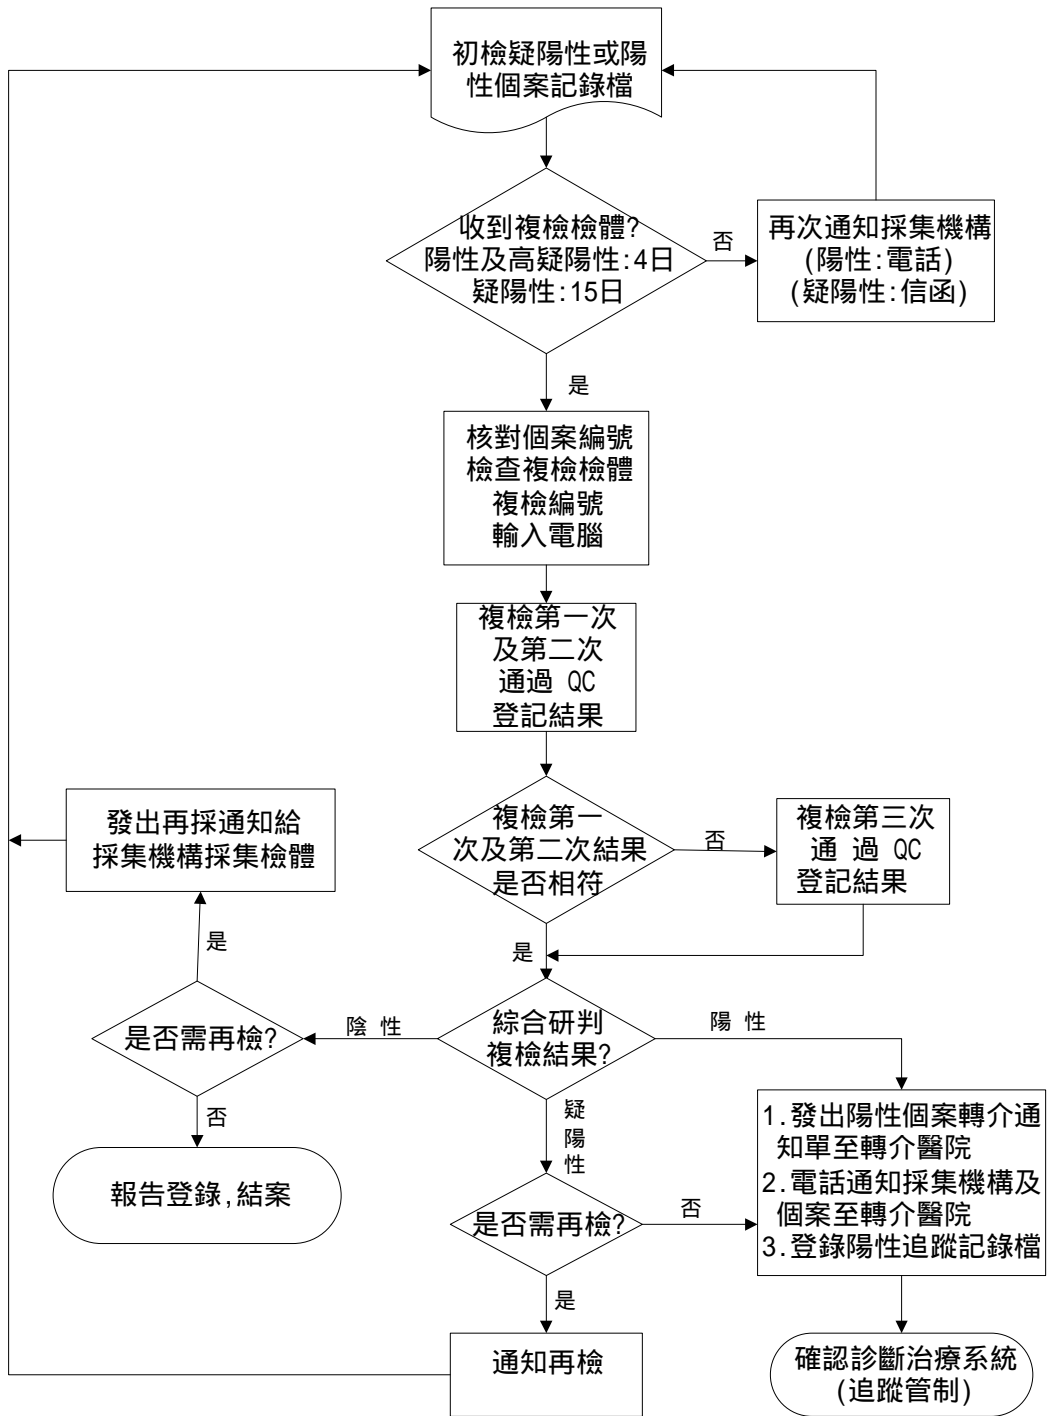 初檢疑陽性或陽
性個案記錄檔
收到複檢檢體?
陽性及高疑陽性:4日
疑陽性:15日
否
再次通知採集機構
(陽性:電話)
(疑陽性:信函)
是
核對個案編號
檢查複檢檢體
複檢編號
輸入電腦
複檢第一次
及第二次
通過 QC
登記結果
複檢第一
次及第二次結果
是否相符
否
複檢第三次
通 過 QC
登記結果
是
發出再採通知給
採集機構採集檢體
是
是否需再檢?
陰 性
綜合研判
複檢結果?
陽 性
否
報告登錄,結案
疑
陽
性
是否需再檢?
否
1.發出陽性個案轉介通
知單至轉介醫院
2.電話通知採集機構及
個案至轉介醫院
3.登錄陽性追蹤記錄檔
是
通知再檢
確認診斷治療系統
(追蹤管制)